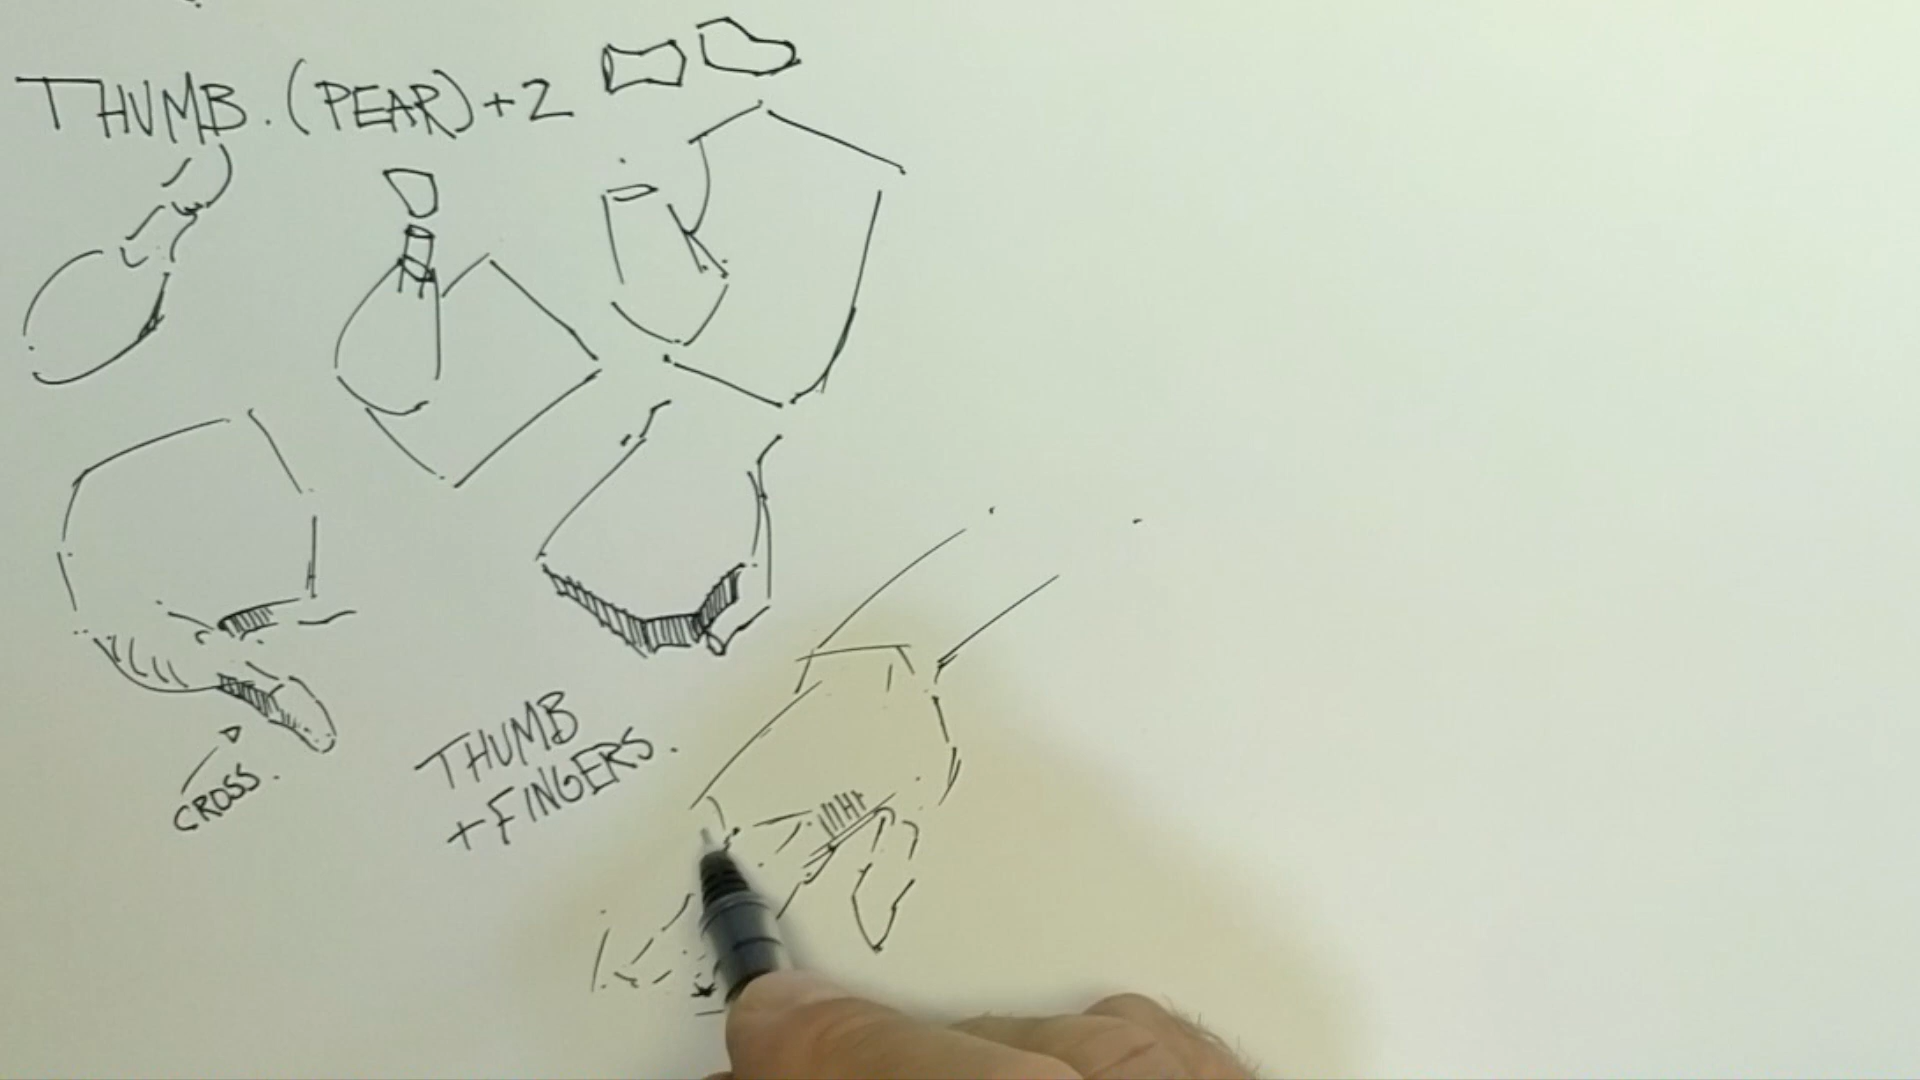 THUMB. (PEAR) + 2
THUMB
+ FINGERS.
CROSS.